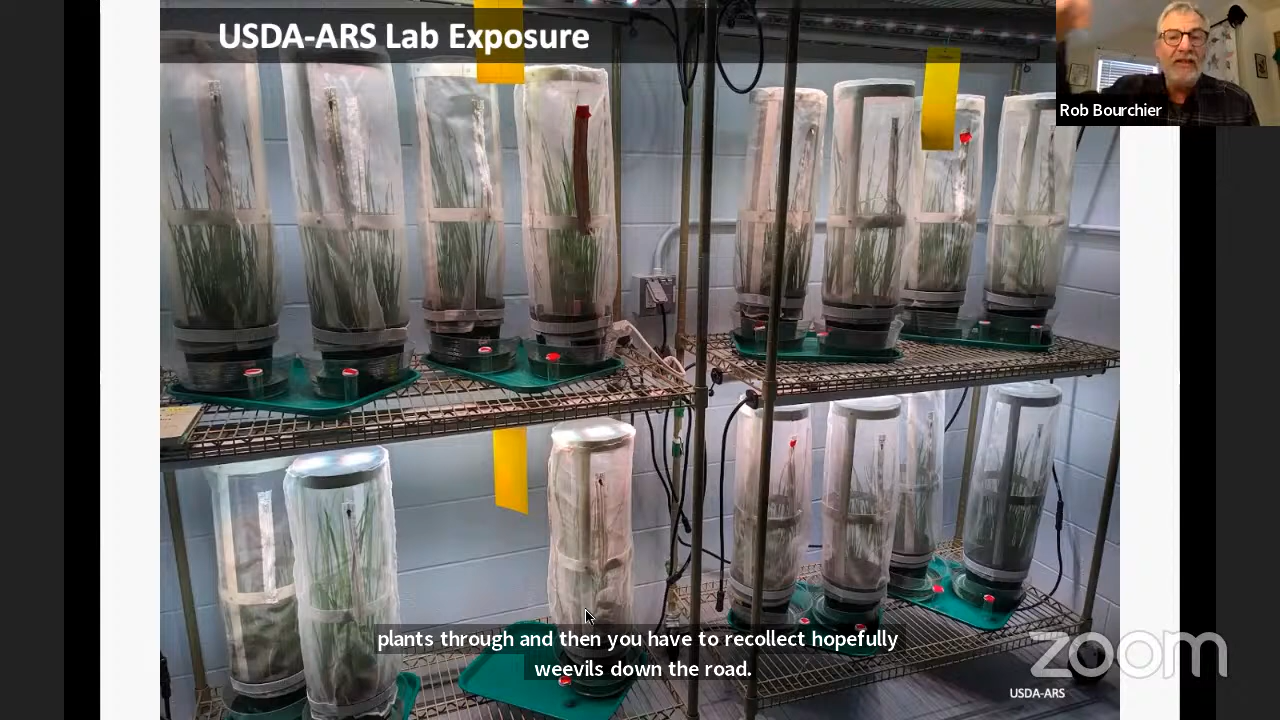 USDA-ARS Lab Exposure
Rob Bourchier
plants through and then you have to recollect hopefully
weevils down the road.
zoom
USDA-ARS